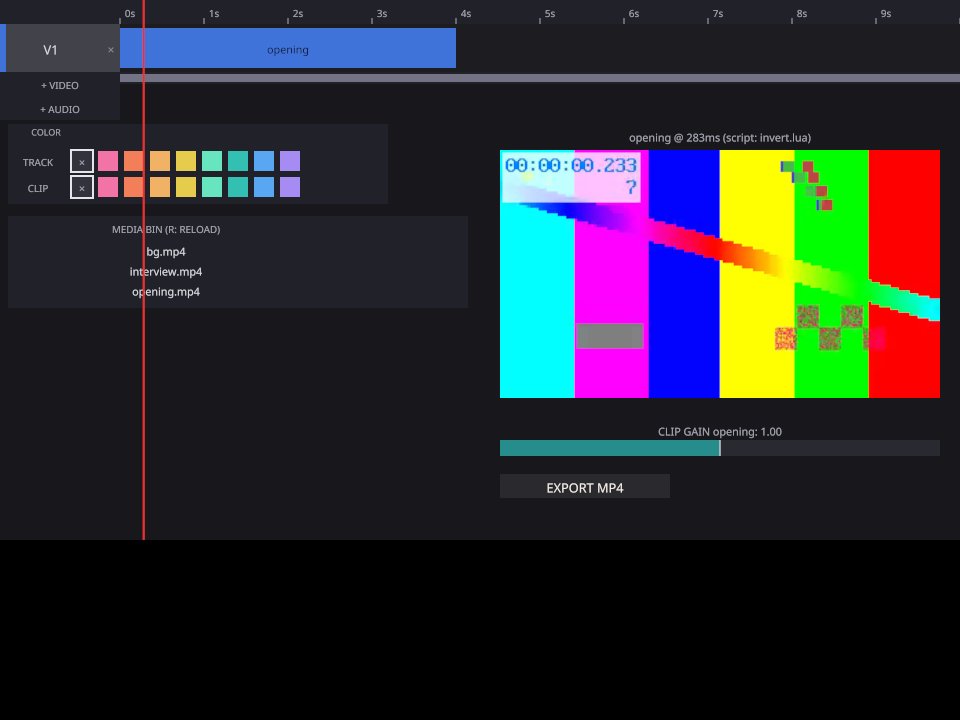 0s 1s 2s 3s 4s 5s 6s 7s 8s 9s
V1 × opening
+ VIDEO
+ AUDIO
COLOR
TRACK ×
CLIP ×
MEDIA BIN (R: RELOAD)
bg.mp4
interview.mp4
opening.mp4
opening @ 283ms (script: invert.lua)
00:00:00.233
7
CLIP GAIN opening: 1.00
EXPORT MP4